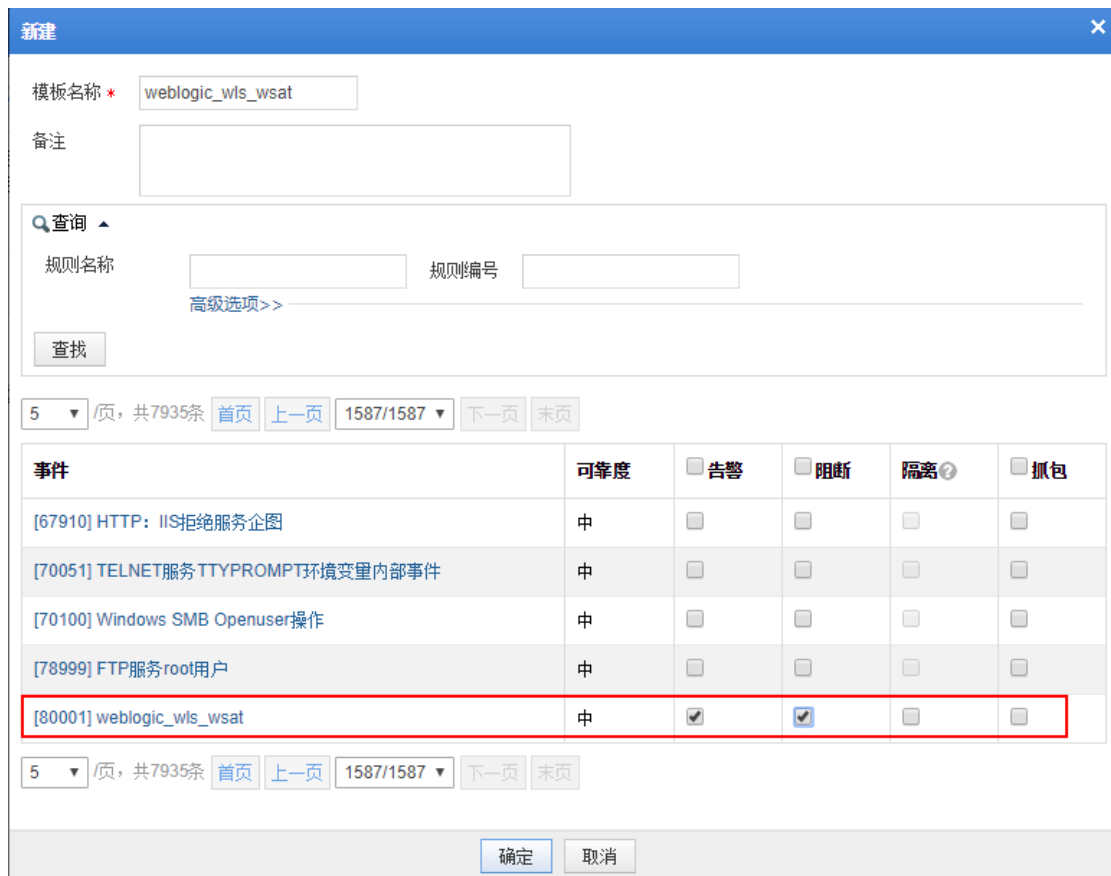 新建
模板名称 * weblogic_wls_wsat
备注
查询
规则名称 规则编号
高级选项>>
查找
5 /页，共7935条 首页 上一页 1587/1587 下一页 末页
事件 可靠度 告警 阻断 隔离 抓包
[67910] HTTP：IIS拒绝服务企图 中
[70051] TELNET服务TTYPROMPT环境变量内部事件 中
[70100] Windows SMB Openuser操作 中
[78999] FTP服务root用户 中
[80001] weblogic_wls_wsat 中
5 /页，共7935条 首页 上一页 1587/1587 下一页 末页
确定 取消